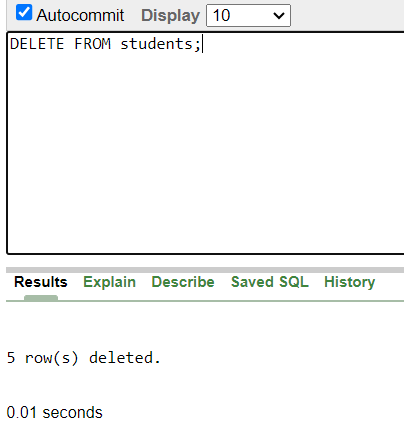 Autocommit Display 10
DELETE FROM students;
Results Explain Describe Saved SQL History
5 row(s) deleted.
0.01 seconds